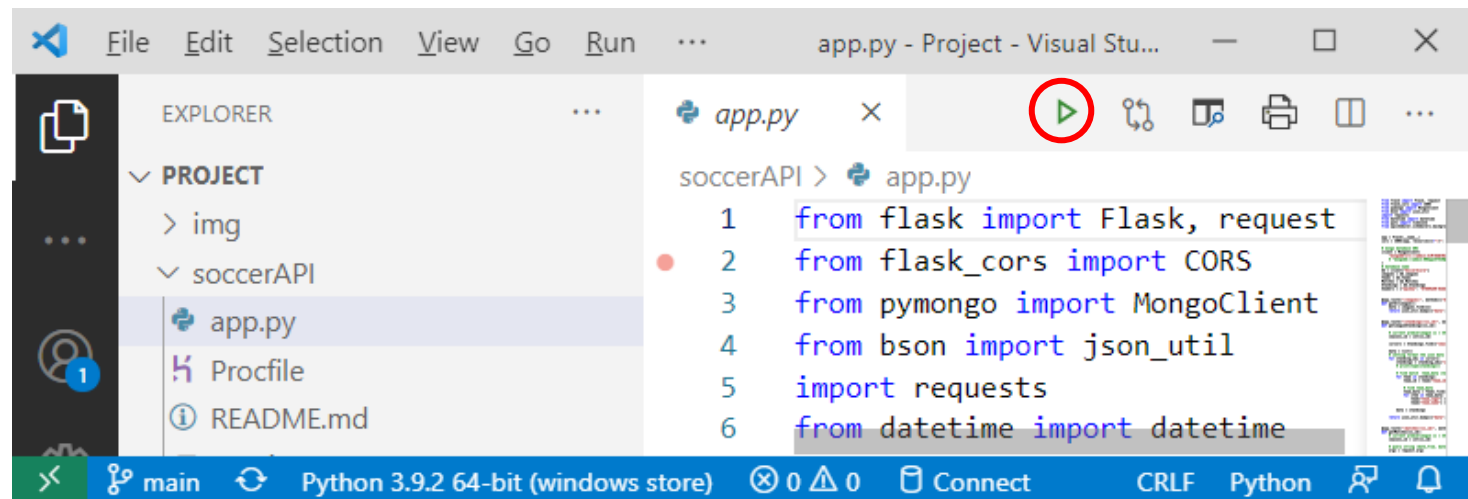 File Edit Selection View Go Run ··· app.py - Project - Visual Stu...
EXPLORER ···
PROJECT
> img
soccerAPI
app.py
Procfile
README.md
app.py
soccerAPI > app.py
1 from flask import Flask, request
2 from flask_cors import CORS
3 from pymongo import MongoClient
4 from bson import json_util
5 import requests
6 from datetime import datetime
1
main Python 3.9.2 64-bit (windows store) 0 0 Connect CRLF Python